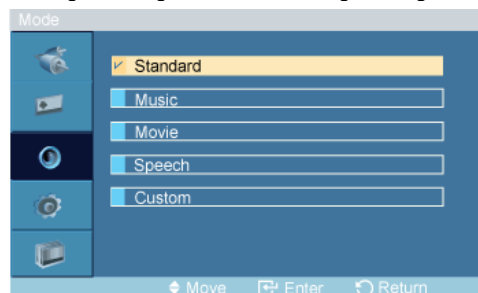 Mode
Standard
Music
Movie
Speech
Custom
Move Enter Return